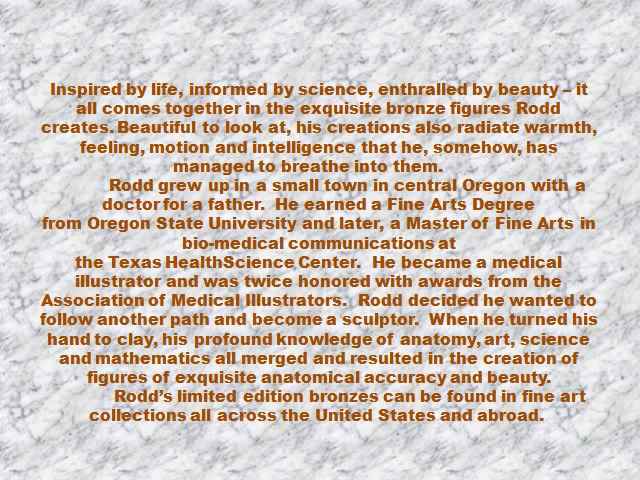 Inspired by life, informed by science, enthralled by beauty – it
all comes together in the exquisite bronze figures Rodd
creates. Beautiful to look at, his creations also radiate warmth,
feeling, motion and intelligence that he, somehow, has
managed to breathe into them.
Rodd grew up in a small town in central Oregon with a
doctor for a father. He earned a Fine Arts Degree
from Oregon State University and later, a Master of Fine Arts in
bio-medical communications at
the Texas HealthScience Center. He became a medical
illustrator and was twice honored with awards from the
Association of Medical Illustrators. Rodd decided he wanted to
follow another path and become a sculptor. When he turned his
hand to clay, his profound knowledge of anatomy, art, science
and mathematics all merged and resulted in the creation of
figures of exquisite anatomical accuracy and beauty.
Rodd’s limited edition bronzes can be found in fine art
collections all across the United States and abroad.